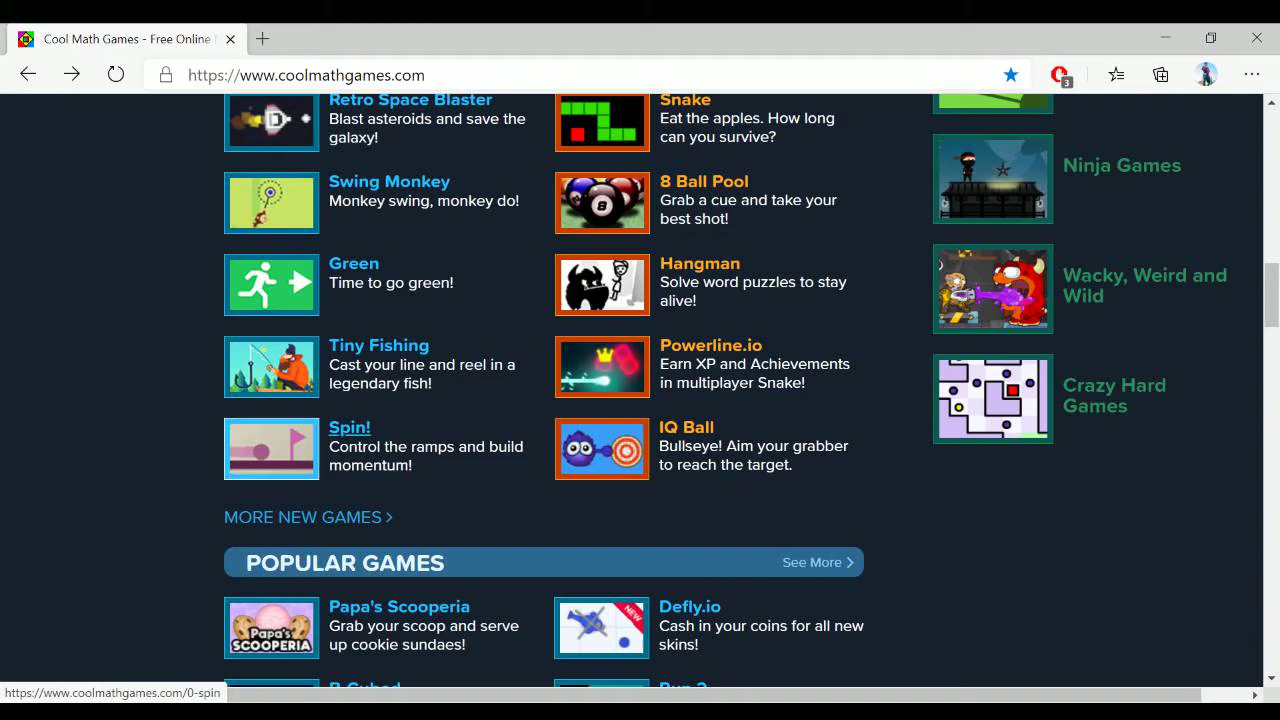 Cool Math Games - Free Online
https://www.coolmathgames.com
3
Retro Space Blaster
Blast asteroids and save the
galaxy!
Swing Monkey
Monkey swing, monkey do!
Green
Time to go green!
Tiny Fishing
Cast your line and reel in a
legendary fish!
Spin!
Control the ramps and build
momentum!
Snake
Eat the apples. How long
can you survive?
8 Ball Pool
Grab a cue and take your
best shot!
8
Hangman
Solve word puzzles to stay
alive!
Powerline.io
Earn XP and Achievements
in multiplayer Snake!
IQ Ball
Bullseye! Aim your grabber
to reach the target.
Ninja Games
Wacky, Weird and
Wild
Crazy Hard
Games
MORE NEW GAMES >
POPULAR GAMES
See More >
Papa's
SCOOPERIA
Papa's Scooperia
Grab your scoop and serve
up cookie sundaes!
NEW
Defly.io
Cash in your coins for all new
skins!
https://www.coolmathgames.com/0-spin